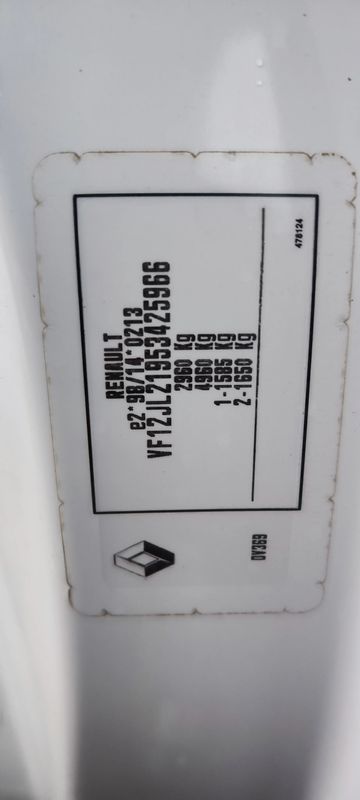 RENAULT
e2*98/14*0213
VF12JL21953425966
2960 Kg
4960 Kg
1-1585 Kg
2-1650 Kg
478124
DV369